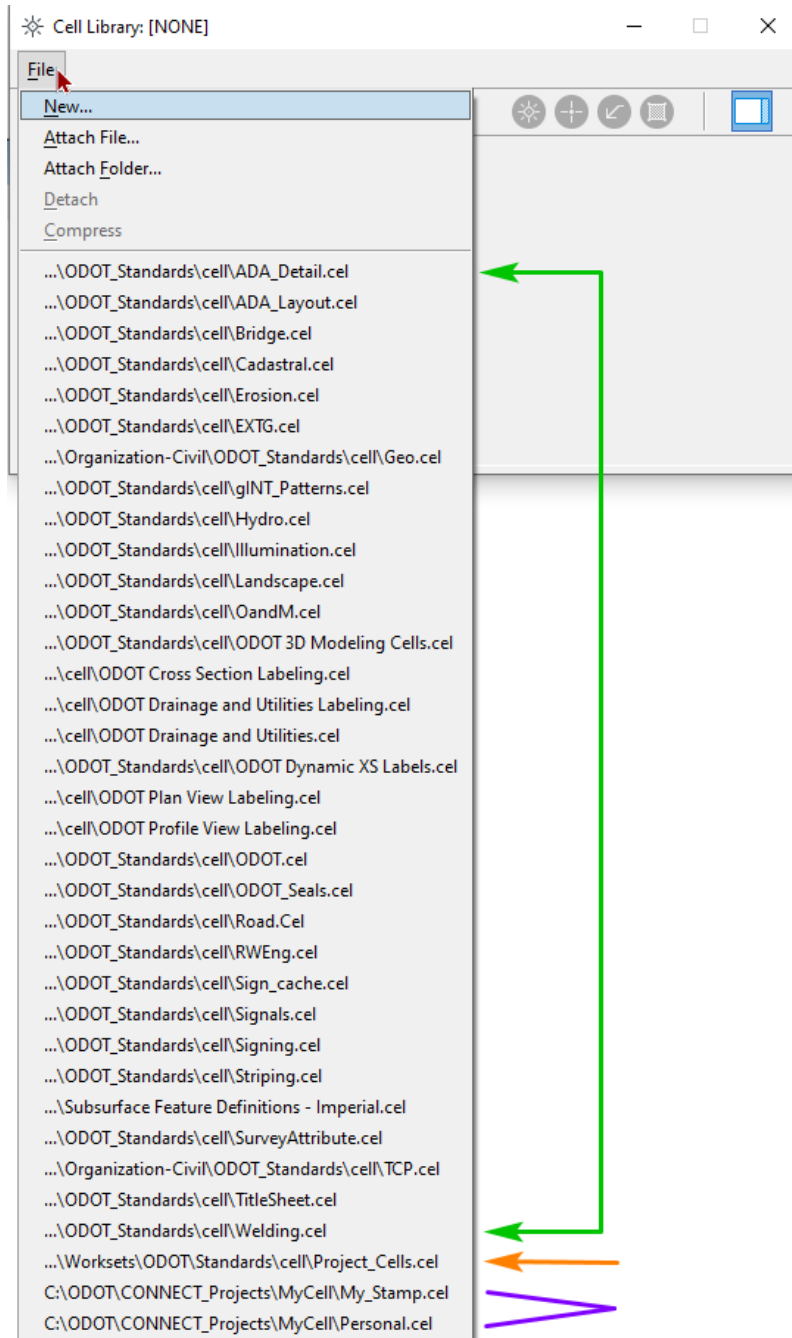 Cell Library: [NONE]
File
New...
Attach File...
Attach Folder...
Detach
Compress
...\ODOT_Standards\cell\ADA_Detail.cel
...\ODOT_Standards\cell\ADA_Layout.cel
...\ODOT_Standards\cell\Bridge.cel
...\ODOT_Standards\cell\Cadastral.cel
...\ODOT_Standards\cell\Erosion.cel
...\ODOT_Standards\cell\EXTG.cel
...\Organization-Civil\ODOT_Standards\cell\Geo.cel
...\ODOT_Standards\cell\gINT_Patterns.cel
...\ODOT_Standards\cell\Hydro.cel
...\ODOT_Standards\cell\Illumination.cel
...\ODOT_Standards\cell\Landscape.cel
...\ODOT_Standards\cell\OandM.cel
...\ODOT_Standards\cell\ODOT 3D Modeling Cells.cel
...\cell\ODOT Cross Section Labeling.cel
...\cell\ODOT Drainage and Utilities Labeling.cel
...\cell\ODOT Drainage and Utilities.cel
...\ODOT_Standards\cell\ODOT Dynamic XS Labels.cel
...\cell\ODOT Plan View Labeling.cel
...\cell\ODOT Profile View Labeling.cel
...\ODOT_Standards\cell\ODOT.cel
...\ODOT_Standards\cell\ODOT_Seals.cel
...\ODOT_Standards\cell\Road.Cel
...\ODOT_Standards\cell\RWEng.cel
...\ODOT_Standards\cell\Sign_cache.cel
...\ODOT_Standards\cell\Signals.cel
...\ODOT_Standards\cell\Signing.cel
...\ODOT_Standards\cell\Striping.cel
...\Subsurface Feature Definitions - Imperial.cel
...\ODOT_Standards\cell\SurveyAttribute.cel
...\Organization-Civil\ODOT_Standards\cell\TCP.cel
...\ODOT_Standards\cell\TitleSheet.cel
...\ODOT_Standards\cell\Welding.cel
...\Worksets\ODOT\Standards\cell\Project_Cells.cel
C:\ODOT\CONNECT_Projects\MyCell\My_Stamp.cel
C:\ODOT\CONNECT_Projects\MyCell\Personal.cel